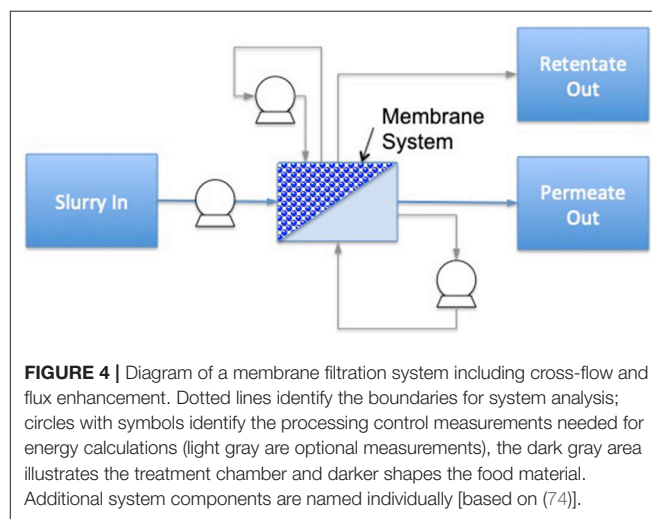 Retentate
Out
Membrane
System
Slurry In
Permeate
Out
FIGURE 4 | Diagram of a membrane filtration system including cross-flow and
flux enhancement. Dotted lines identify the boundaries for system analysis;
circles with symbols identify the processing control measurements needed for
energy calculations (light gray are optional measurements), the dark gray area
illustrates the treatment chamber and darker shapes the food material.
Additional system components are named individually [based on (74)].